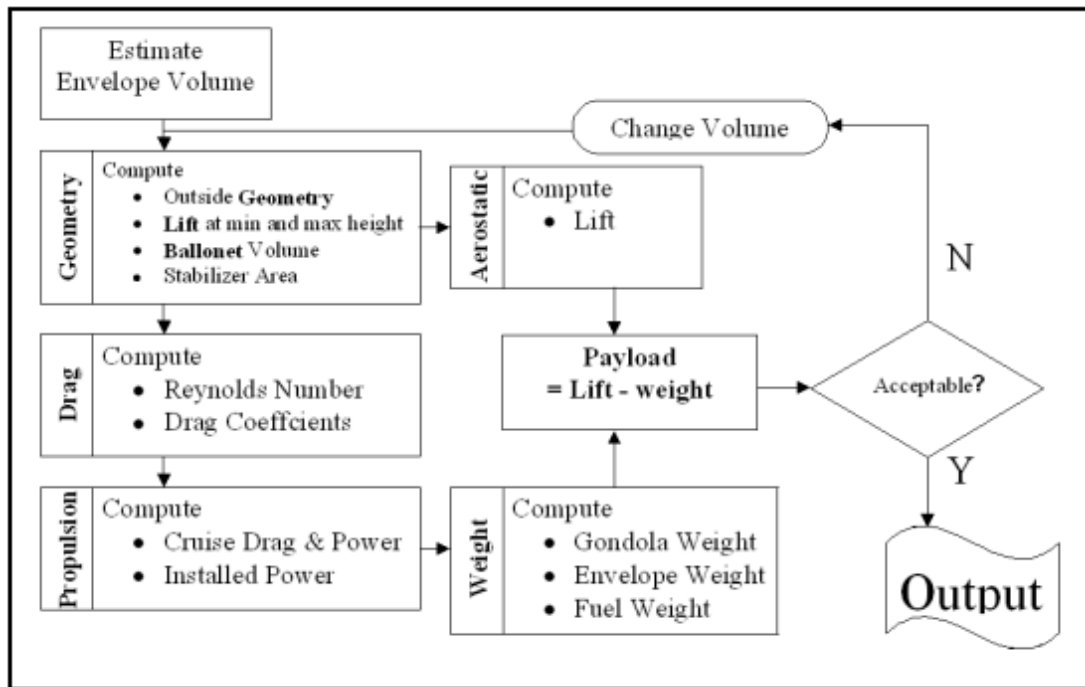 Estimate
Envelope Volume
Change Volume
Geometry
Compute
• Outside Geometry
• Lift at min and max height
• Ballonet Volume
• Stabilizer Area
Aerostatic
Compute
• Lift
N
Drag
Compute
• Reynolds Number
• Drag Coeffcients
Payload
= Lift - weight
Acceptable?
Y
Propulsion
Compute
• Cruise Drag & Power
• Installed Power
Weight
Compute
• Gondola Weight
• Envelope Weight
• Fuel Weight
Output